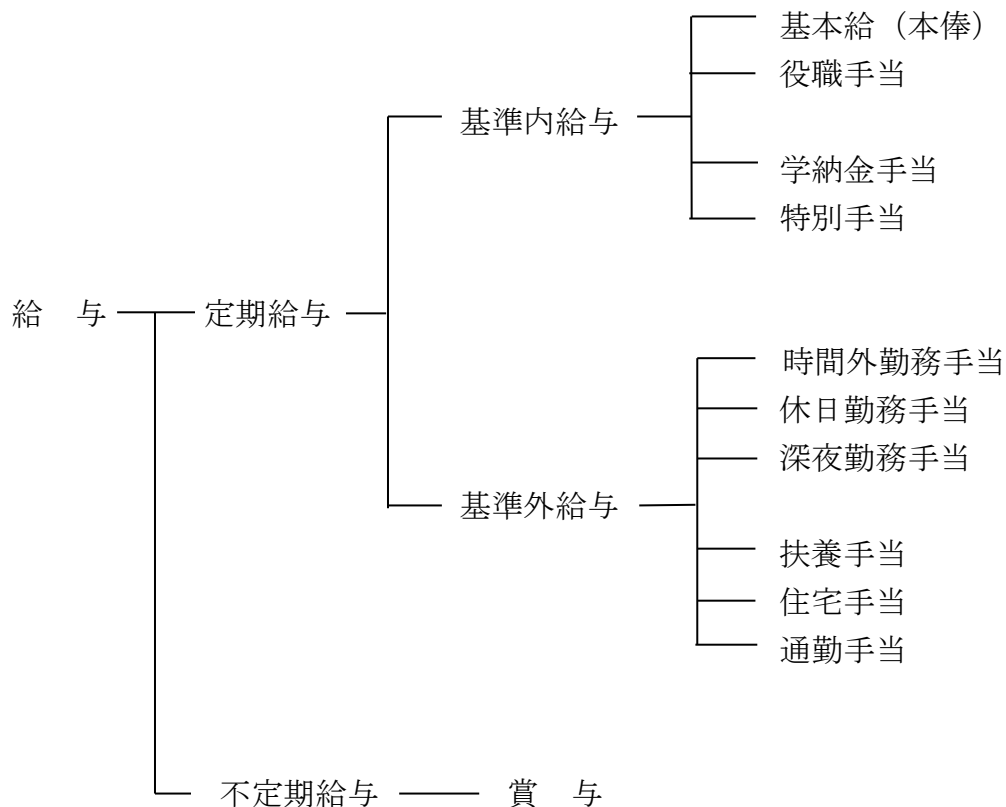 基本給（本俸）
役職手当
基準内給与
学納金手当
特別手当
給　与
定期給与
時間外勤務手当
休日勤務手当
深夜勤務手当
基準外給与
扶養手当
住宅手当
通勤手当
不定期給与
賞　与